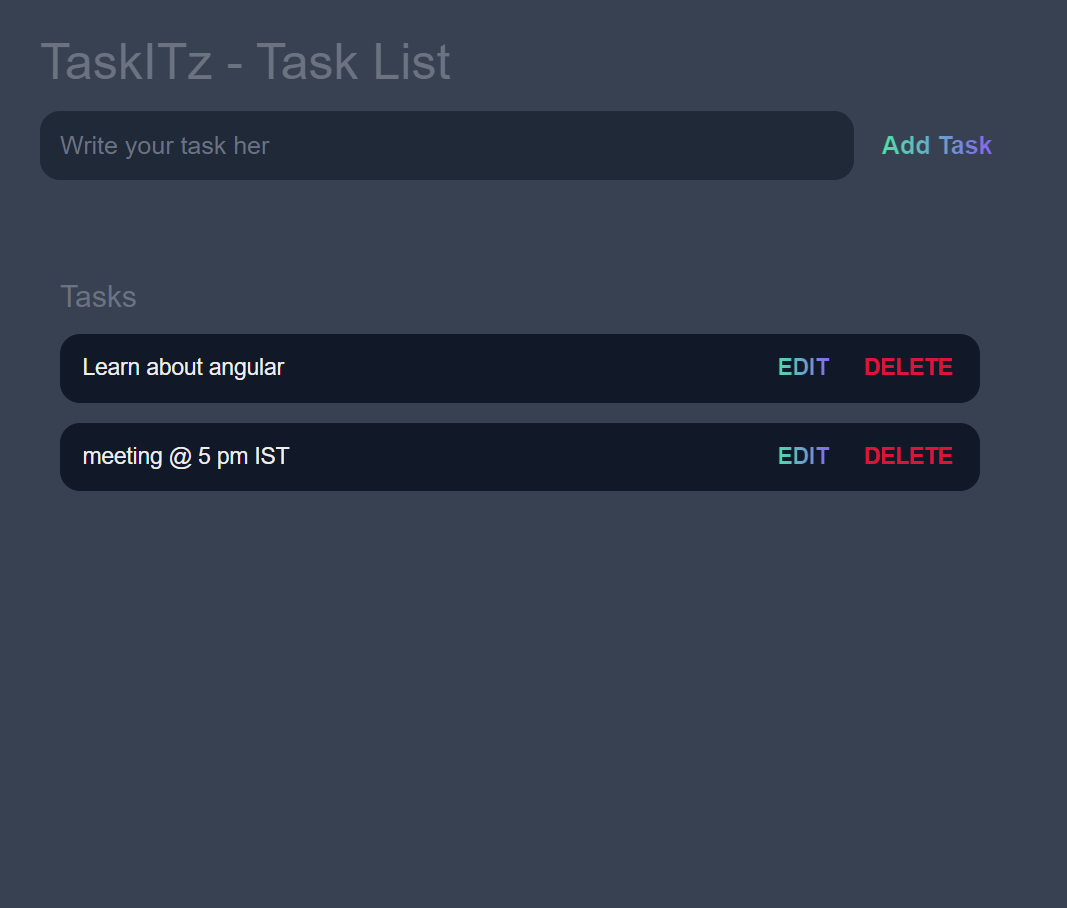 TaskITz - Task List
Write your task her
Add Task
Tasks
Learn about angular
EDIT
DELETE
meeting @ 5 pm IST
EDIT
DELETE